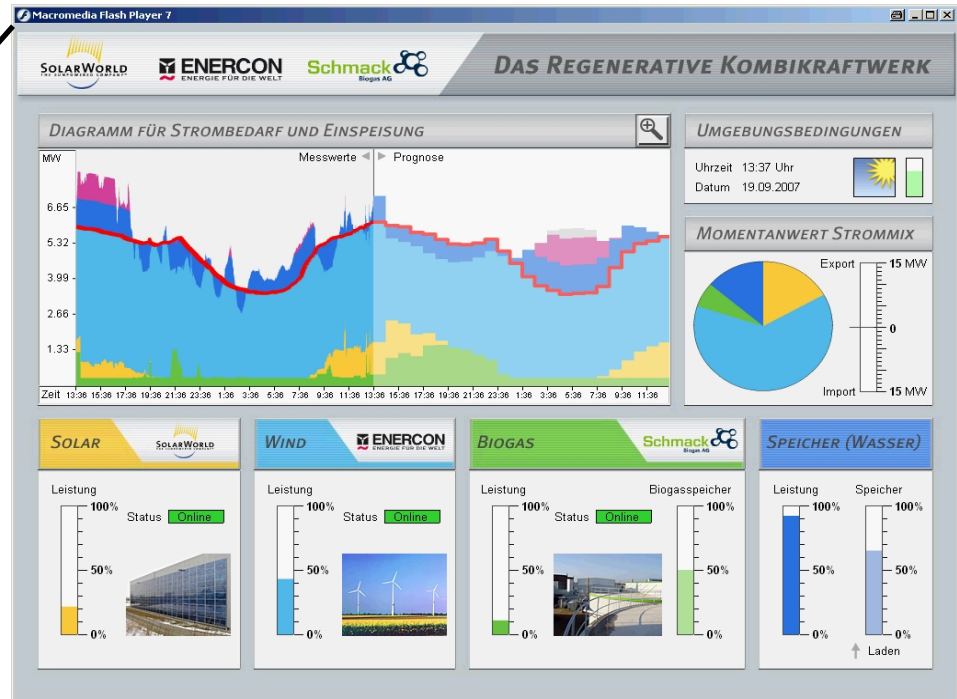 Macromedia Flash Player 7
SOLARWORLD
THE SUNPOWERED COMPANY
ENERCON
ENERGIE FÜR DIE WELT
Schmack
Biogas AG
DAS REGENERATIVE KOMBIKRAFTWERK
DIAGRAMM FÜR STROMBEDARF UND EINSPEISUNG
MW
Messwerte
Prognose
6.65
5.32
3.99
2.66
1.33
Zeit 13:36 15:36 17:36 19:36 21:36 23:36 1:36 3:36 5:36 7:36 9:36 11:36 13:36 15:36 17:36 19:36 21:36 23:36 1:36 3:36 5:36 7:36 9:36 11:36
UMGEBUNGSBEDINGUNGEN
Uhrzeit 13:37 Uhr
Datum 19.09.2007
MOMENTANWERT STROMMIX
Export 15 MW
0
Import 15 MW
SOLAR
SOLARWORLD
Leistung
100%
Status Online
50%
0%
WIND
ENERCON
ENERGIE FÜR DIE WELT
Leistung
100%
Status Online
50%
0%
BIOGAS
Schmack
Biogas AG
Leistung Biogasspeicher
100% 100%
Status Online
50% 50%
0% 0%
SPEICHER (WASSER)
Leistung Speicher
100% 100%
50% 50%
0% 0%
Laden